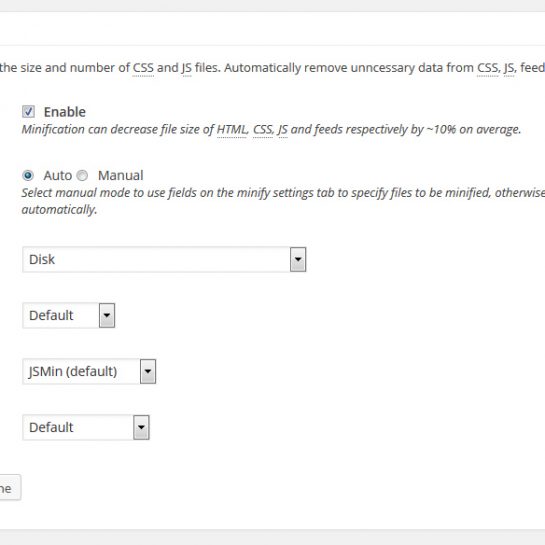 the size and number of CSS and JS files. Automatically remove unncessary data from CSS, JS, feed
Enable
Minification can decrease file size of HTML, CSS, JS and feeds respectively by ~10% on average.
Auto Manual
Select manual mode to use fields on the minify settings tab to specify files to be minified, otherwise
automatically.
Disk
Default
JSMin (default)
Default